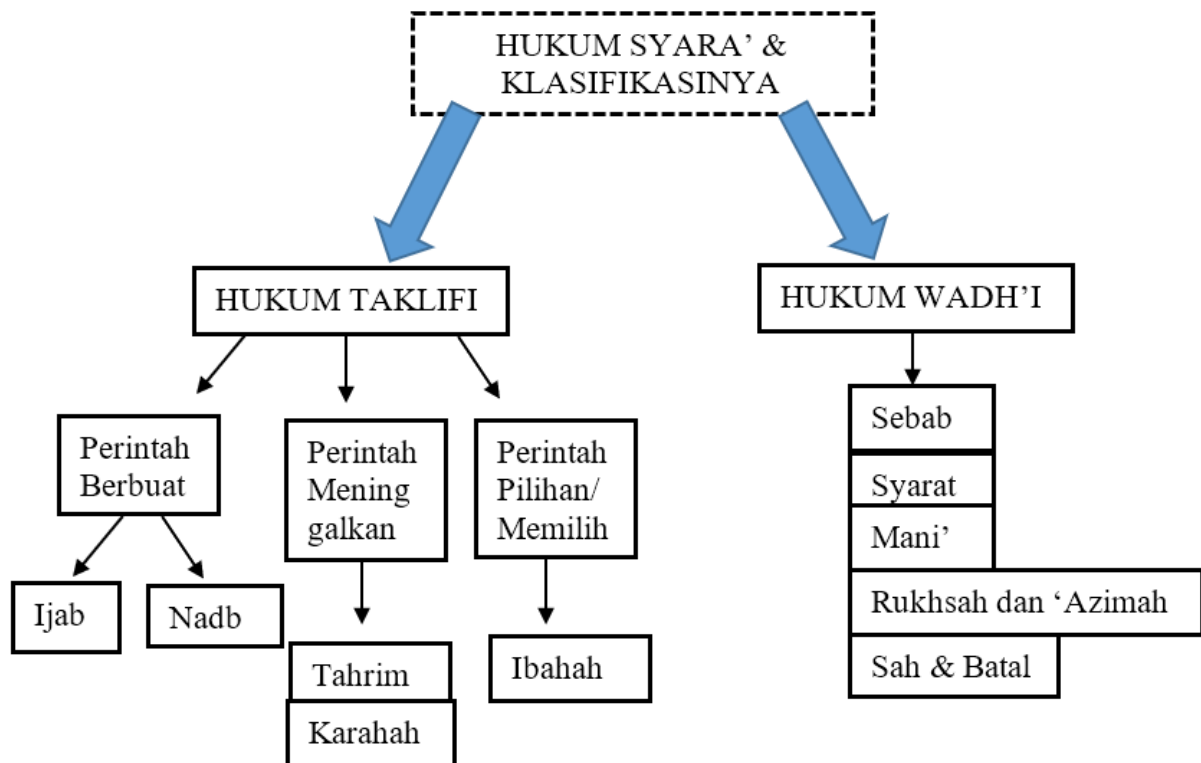 HUKUM SYARA’ &
KLASIFIKASINYA
HUKUM TAKLIFI
HUKUM WADH’I
Perintah
Berbuat
Perintah
Mening
galkan
Perintah
Pilihan/
Memilih
Ijab
Nadb
Tahrim
Karahah
Ibahah
Sebab
Syarat
Mani’
Rukhsah dan ‘Azimah
Sah & Batal